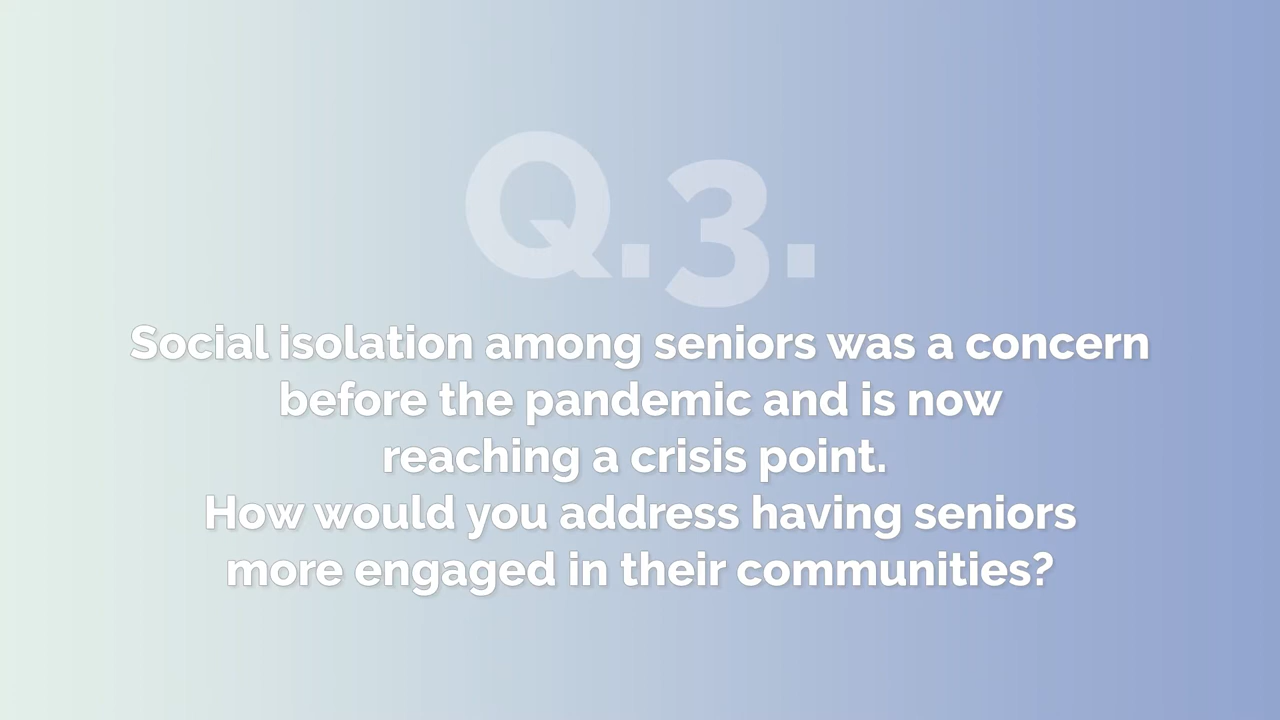 Q.3.
Social isolation among seniors was a concern
before the pandemic and is now
reaching a crisis point.
How would you address having seniors
more engaged in their communities?